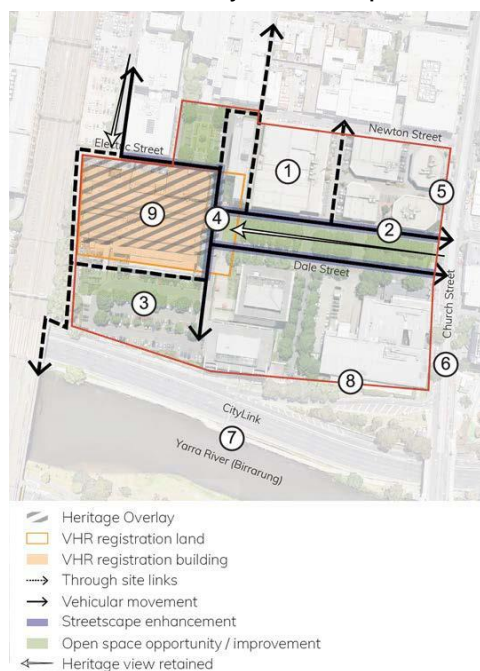 Newton Street
Electric Street
1
5
9
4
2
Dale Street
Church Street
3
6
8
CityLink
7
Yarra River (Birrarung)
Heritage Overlay
VHR registration land
VHR registration building
Through site links
Vehicular movement
Streetscape enhancement
Open space opportunity / improvement
Heritage view retained